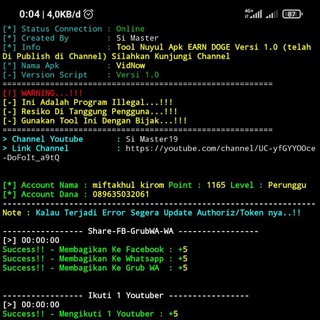 0:04 | 4,0KB/d 4G+ 87
[*] Status Connection : Online
[*] Created By : Si Master
[*] Info : Tool Nuyul Apk EARN DOGE Versi 1.0 (telah
Di Publish di Channel) Silahkan Kunjungi Channel
[*] Nama Apk : VidNow
[-] Version Script : Versi 1.0
==================================================
[!] WARNING...!!!
[-] Ini Adalah Program Illegal...!!!
[-] Resiko Di Tanggung Pengguna...!!!
[-] Gunakan Tool Ini Dengan Bijak...!!!
==================================================
> Channel Youtube : Si Master19
> Link Channel : https://youtube.com/channel/UC-yfGYYOOce
-DoFoIt_a9tQ
[*] Account Nama : miftakhul kirom Point : 1165 Level : Perunggu
[*] Account Dana : 089635032061
Note : Kalau Terjadi Error Segera Update Authoriz/Token nya..!!
---------------- Share-FB-GrubWA-WA ----------------
[>] 00:00:00
Success!! - Membagikan Ke Facebook : +5
Success!! - Membagikan Ke Whatsapp : +5
Success!! - Membagikan Ke Grub WA : +5
---------------- Ikuti 1 Youtuber ----------------
[>] 00:00:00
Success!! - Mengikuti 1 Youtuber : +5